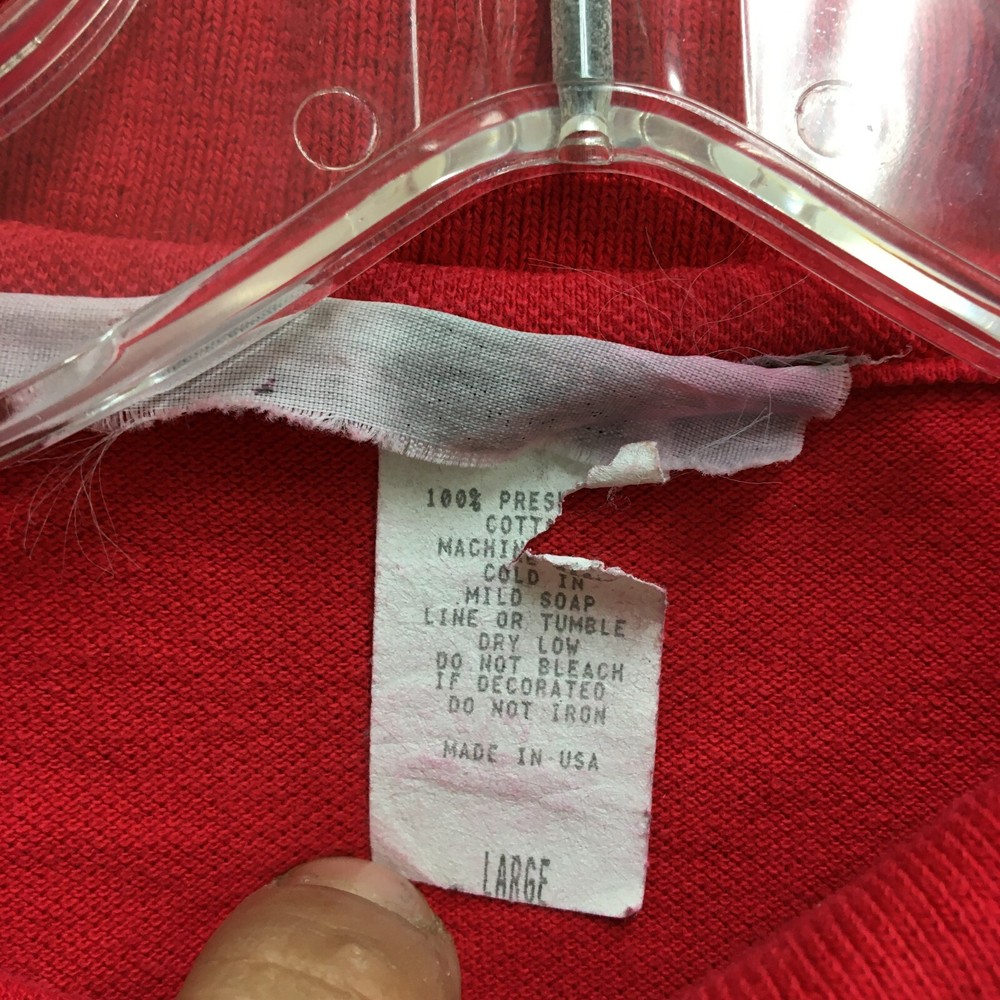 100% PRES
COTT
MACHIN
COLD IN
MILD SOAP
LINE OR TUMBLE
DRY LOW
DO NOT BLEACH
IF DECORATED
DO NOT IRON
MADE IN USA
LARGE